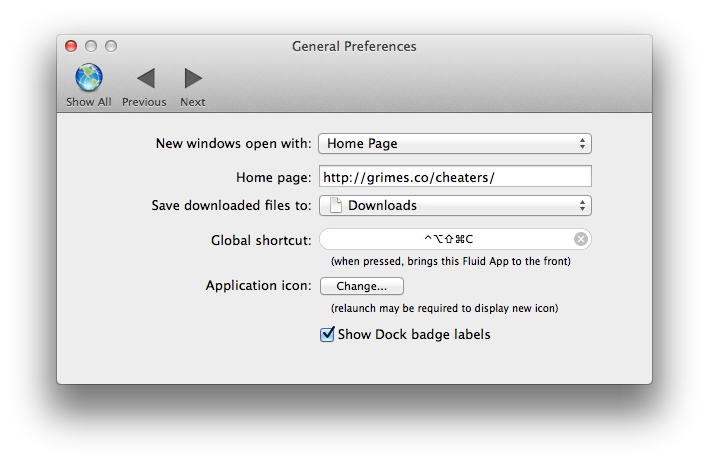 General Preferences
Show All Previous Next
New windows open with: Home Page
Home page: http://grimes.co/cheaters/
Save downloaded files to: Downloads
Global shortcut: ^⌥⇧⌘C
(when pressed, brings this Fluid App to the front)
Application icon: Change...
(relaunch may be required to display new icon)
Show Dock badge labels